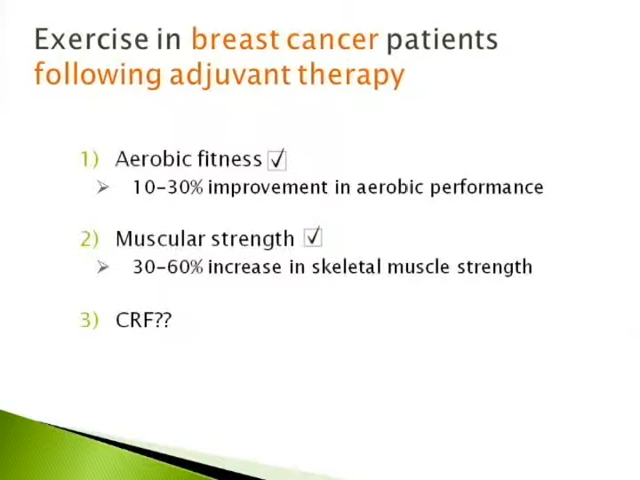 Exercise in breast cancer patients
following adjuvant therapy
1) Aerobic fitness ☑
➢ 10-30% improvement in aerobic performance
2) Muscular strength ☑
➢ 30-60% increase in skeletal muscle strength
3) CRF??